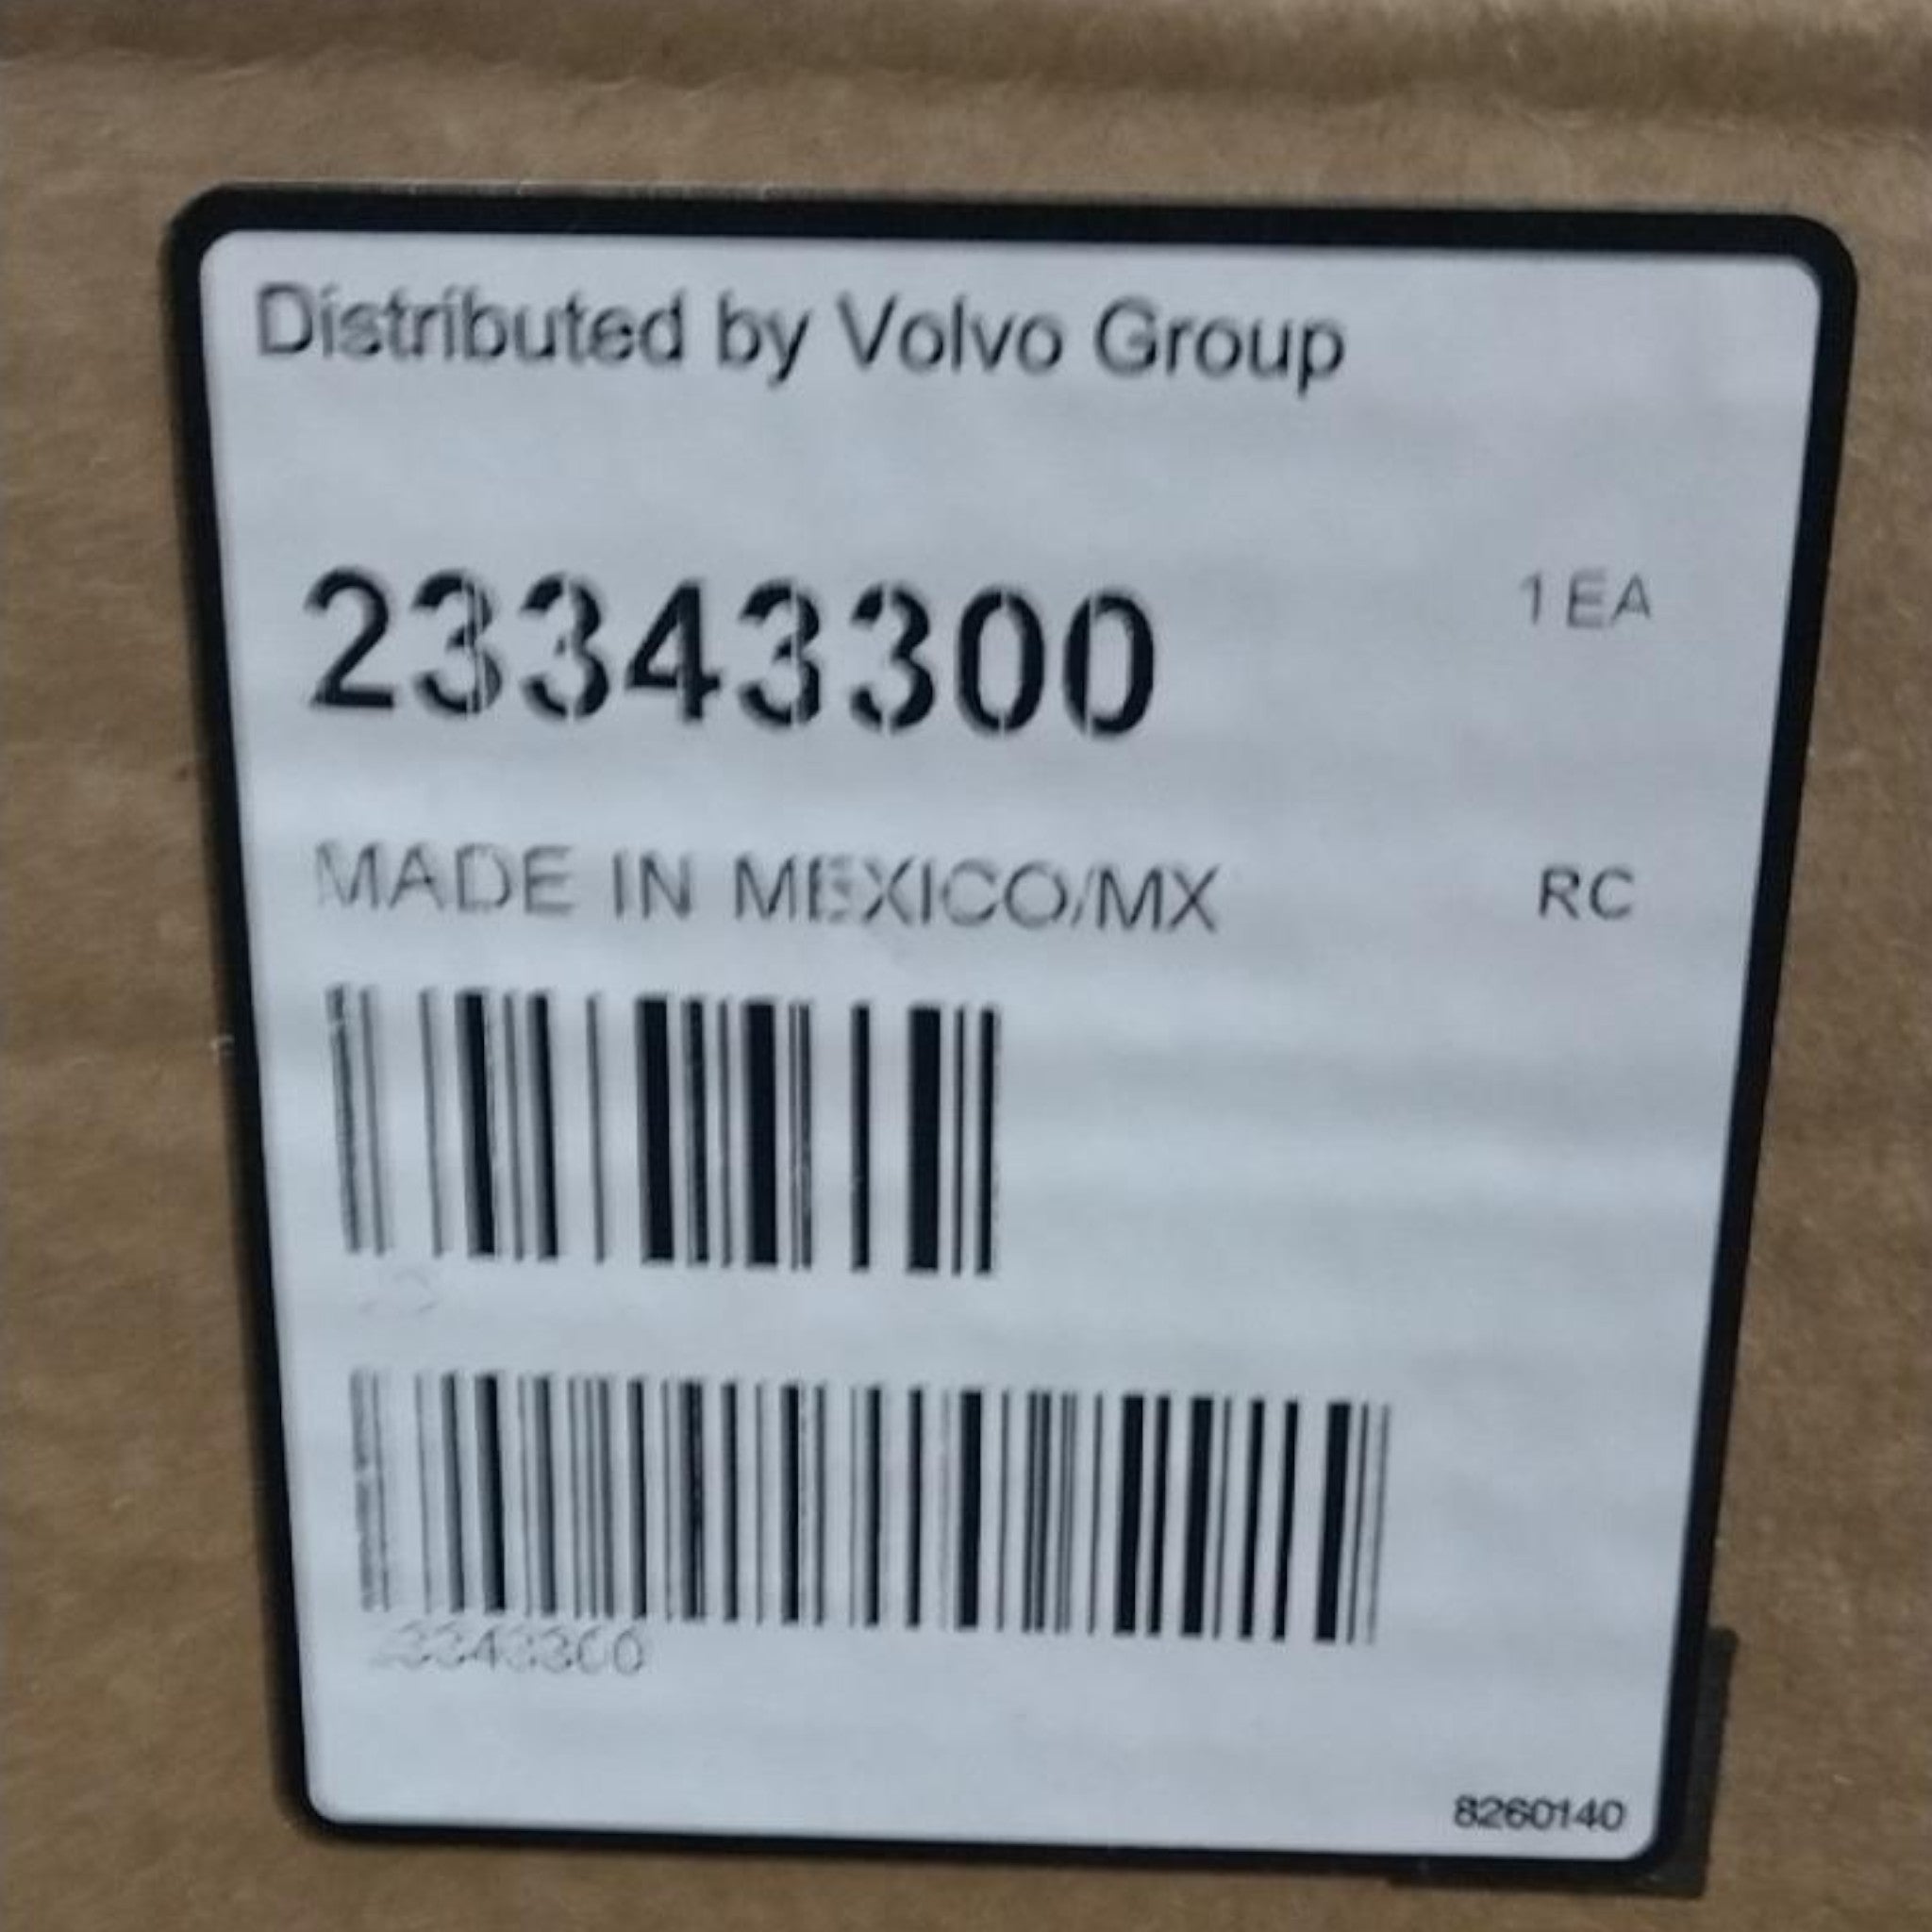 Distributed by Volvo Group
23343300
1 EA
MADE IN MEXICO/MX
RC
23343300
8260140